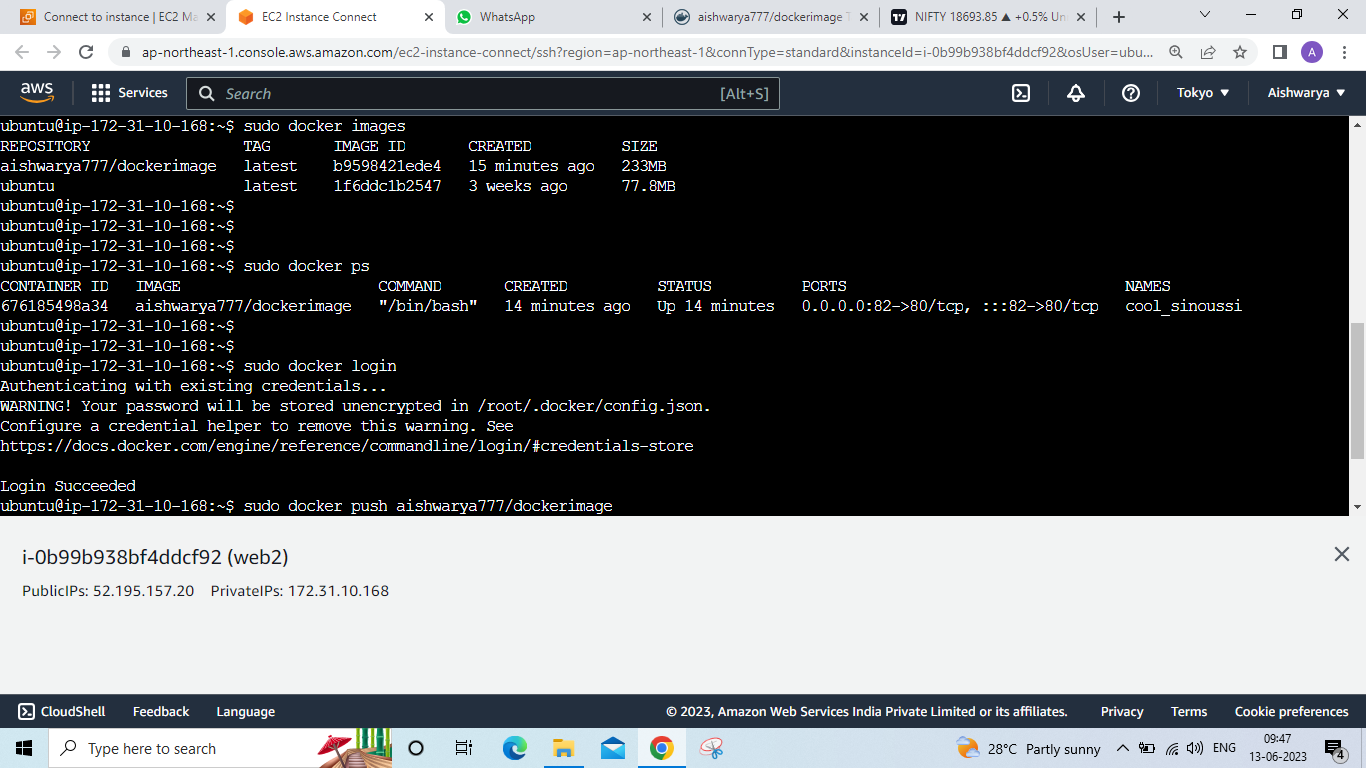 Connect to instance | EC2 Ma
EC2 Instance Connect
WhatsApp
aishwarya777/dockerimage T
NIFTY 18693.85 ▲ +0.5% Un
ap-northeast-1.console.aws.amazon.com/ec2-instance-connect/ssh?region=ap-northeast-1&connType=standard&instanceId=i-0b99b938bf4ddcf92&osUser=ubu...
A
aws
Services
Search
[Alt+S]
Tokyo ▼
Aishwarya ▼
ubuntu@ip-172-31-10-168:~$ sudo docker images
REPOSITORY TAG IMAGE ID CREATED SIZE
aishwarya777/dockerimage latest b9598421ede4 15 minutes ago 233MB
ubuntu latest 1f6ddc1b2547 3 weeks ago 77.8MB
ubuntu@ip-172-31-10-168:~$
ubuntu@ip-172-31-10-168:~$
ubuntu@ip-172-31-10-168:~$
ubuntu@ip-172-31-10-168:~$ sudo docker ps
CONTAINER ID IMAGE COMMAND CREATED STATUS PORTS NAMES
676185498a34 aishwarya777/dockerimage "/bin/bash" 14 minutes ago Up 14 minutes 0.0.0.0:82->80/tcp, :::82->80/tcp cool_sinoussi
ubuntu@ip-172-31-10-168:~$
ubuntu@ip-172-31-10-168:~$
ubuntu@ip-172-31-10-168:~$ sudo docker login
Authenticating with existing credentials...
WARNING! Your password will be stored unencrypted in /root/.docker/config.json.
Configure a credential helper to remove this warning. See
https://docs.docker.com/engine/reference/commandline/login/#credentials-store
Login Succeeded
ubuntu@ip-172-31-10-168:~$ sudo docker push aishwarya777/dockerimage
i-0b99b938bf4ddcf92 (web2)
PublicIPs: 52.195.157.20 PrivateIPs: 172.31.10.168
CloudShell
Feedback
Language
© 2023, Amazon Web Services India Private Limited or its affiliates.
Privacy
Terms
Cookie preferences
Type here to search
28°C Partly sunny
ENG
09:47
13-06-2023
4